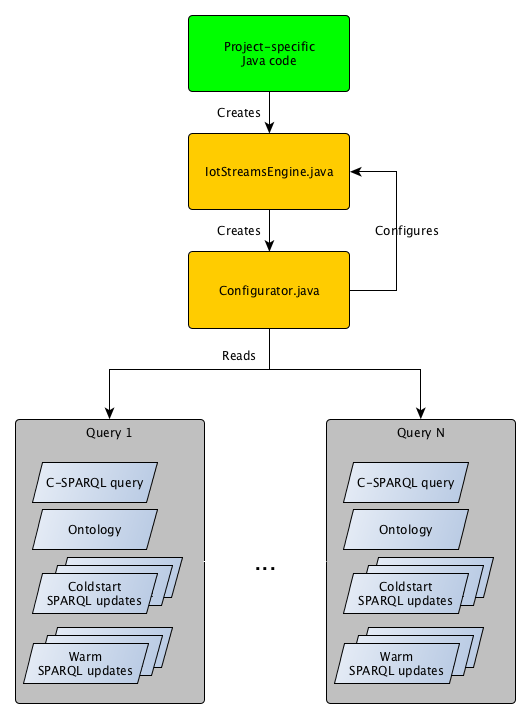 Project-specific
Java code
Creates
IotStreamsEngine.java
Creates
Configures
Configurator.java
Reads
Query 1
C-SPARQL query
Ontology
Coldstart
SPARQL updates
Warm
SPARQL updates
...
Query N
C-SPARQL query
Ontology
Coldstart
SPARQL updates
Warm
SPARQL updates